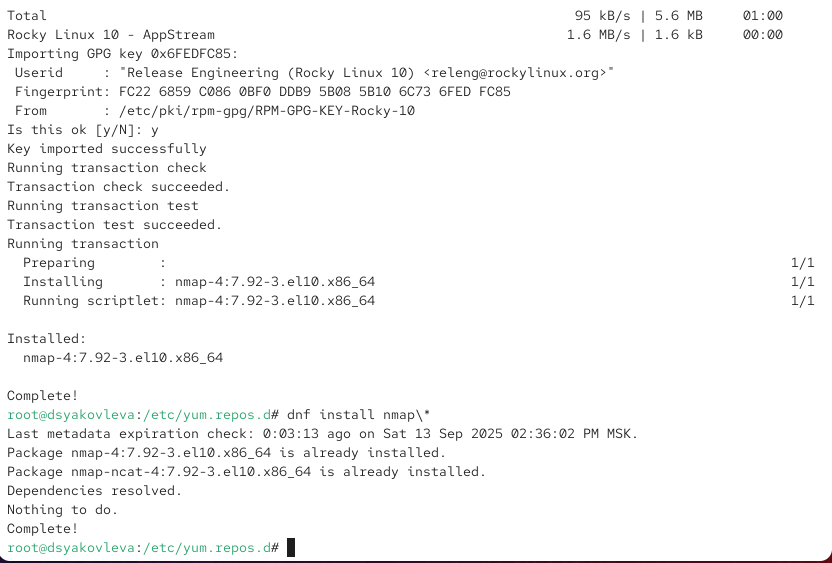 Total 95 kB/s | 5.6 MB 01:00
Rocky Linux 10 - AppStream 1.6 MB/s | 1.6 kB 00:00
Importing GPG key 0x6FEDFC85:
Userid : "Release Engineering (Rocky Linux 10) <releng@rockylinux.org>"
Fingerprint: FC22 6859 C086 0BF0 DDB9 5B08 5B10 6C73 6FED FC85
From : /etc/pki/rpm-gpg/RPM-GPG-KEY-Rocky-10
Is this ok [y/N]: y
Key imported successfully
Running transaction check
Transaction check succeeded.
Running transaction test
Transaction test succeeded.
Running transaction
Preparing : 1/1
Installing : nmap-4:7.92-3.el10.x86_64 1/1
Running scriptlet: nmap-4:7.92-3.el10.x86_64 1/1
Installed:
nmap-4:7.92-3.el10.x86_64
Complete!
root@dsyakovleva:/etc/yum.repos.d# dnf install nmap\*
Last metadata expiration check: 0:03:13 ago on Sat 13 Sep 2025 02:36:02 PM MSK.
Package nmap-4:7.92-3.el10.x86_64 is already installed.
Package nmap-ncat-4:7.92-3.el10.x86_64 is already installed.
Dependencies resolved.
Nothing to do.
Complete!
root@dsyakovleva:/etc/yum.repos.d#